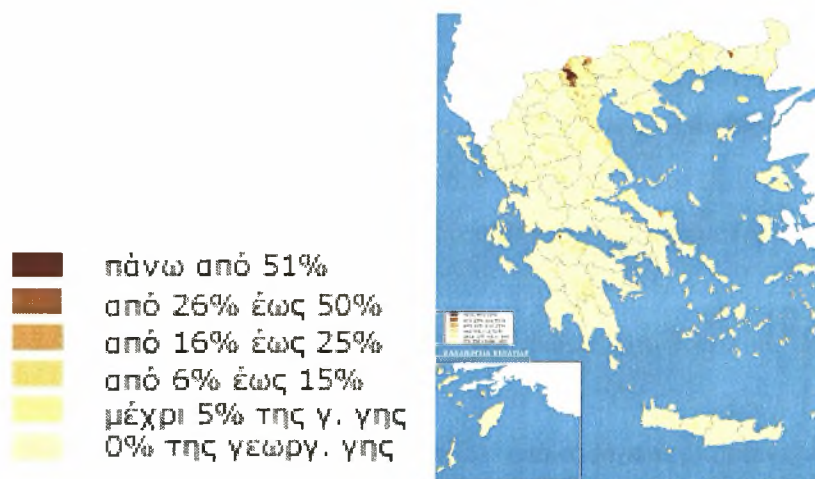 πάνω από 51%
από 26% έως 50%
από 16% έως 25%
από 6% έως 15%
μέχρι 5% της γ. γης
0% της γεωργ. γης